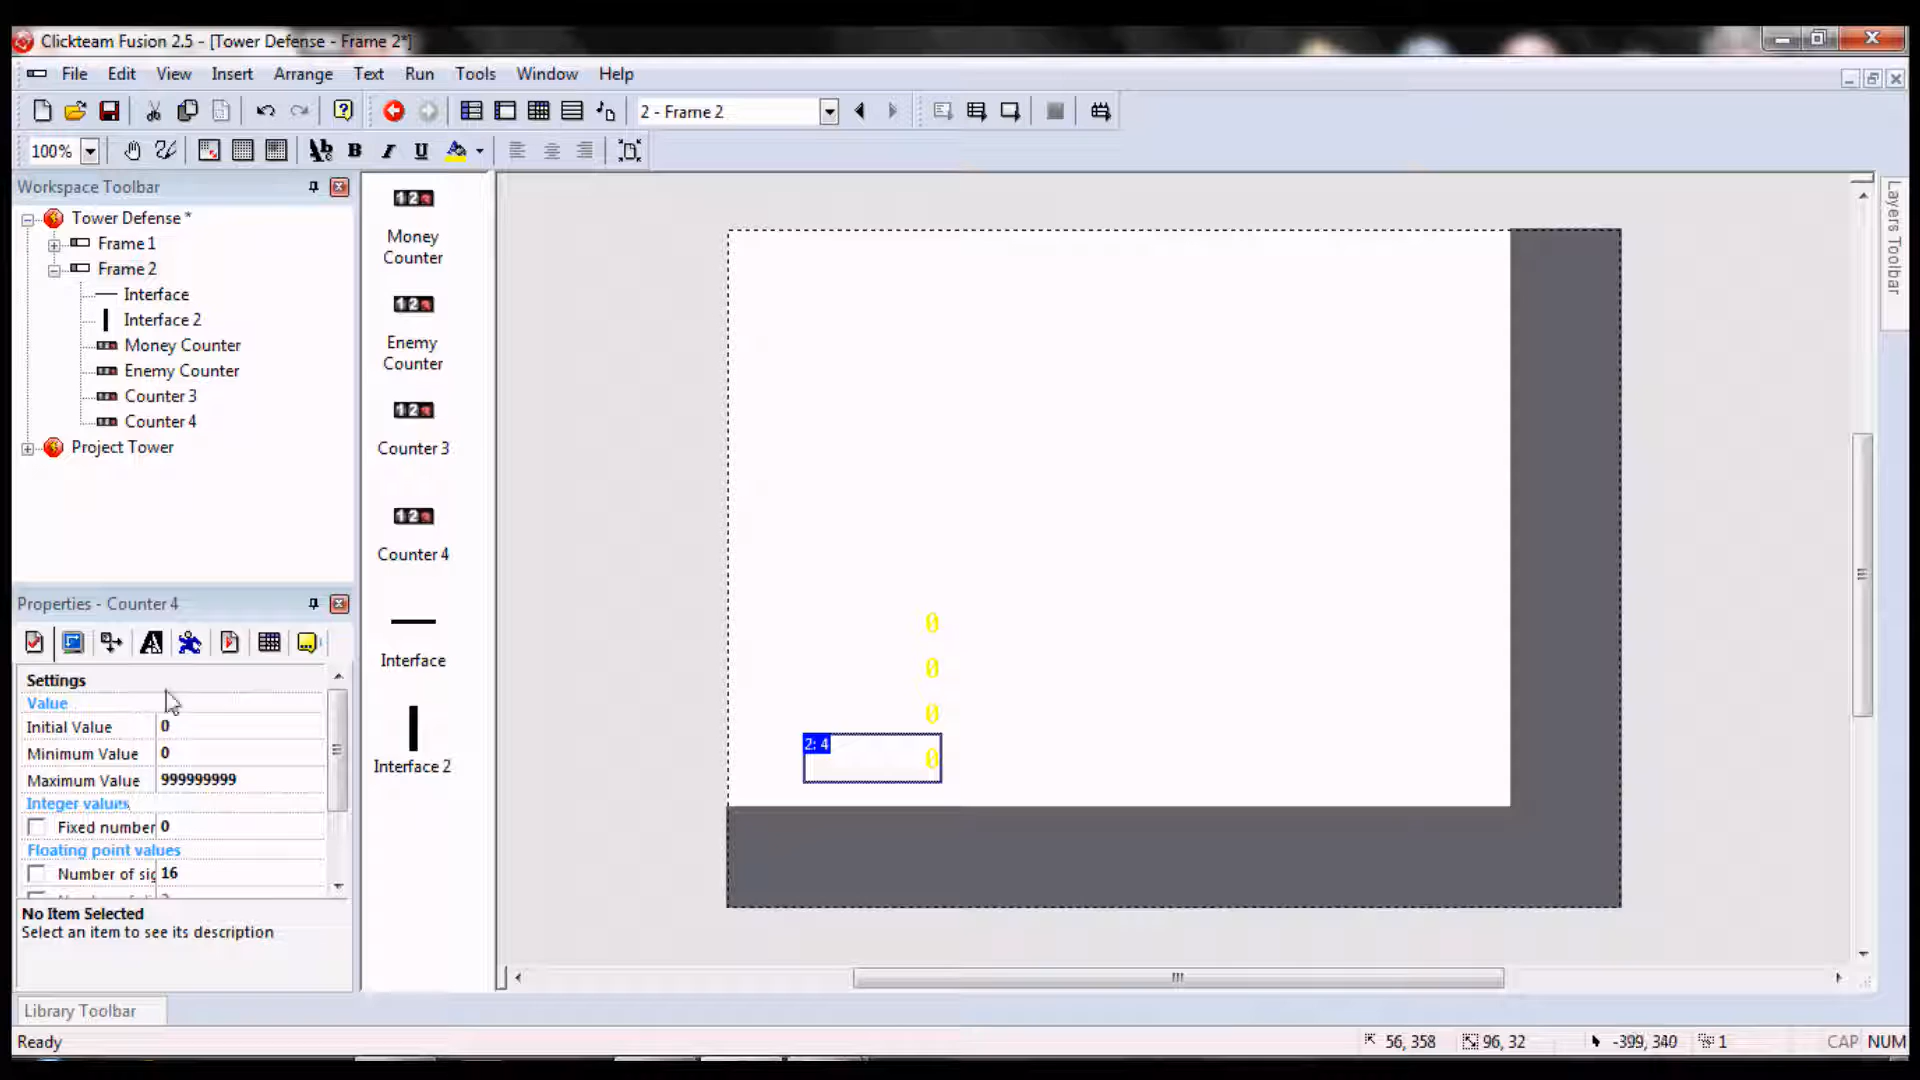 Clickteam Fusion 2.5 - [Tower Defense - Frame 2*]
File Edit View Insert Arrange Text Run Tools Window Help
2 - Frame 2
100%
Workspace Toolbar
Tower Defense *
Frame 1
Frame 2
Interface
Interface 2
Money Counter
Enemy Counter
Counter 3
Counter 4
Project Tower
Money
Counter
Enemy
Counter
Counter 3
Counter 4
Interface
Interface 2
0
0
0
2: 4
0
Layers Toolbar
Properties - Counter 4
Settings
Value
Initial Value 0
Minimum Value 0
Maximum Value 999999999
Integer values
Fixed number 0
Floating point values
Number of sig 16
No Item Selected
Select an item to see its description
Library Toolbar
Ready
56, 358 96, 32 -399, 340 1 CAP NUM